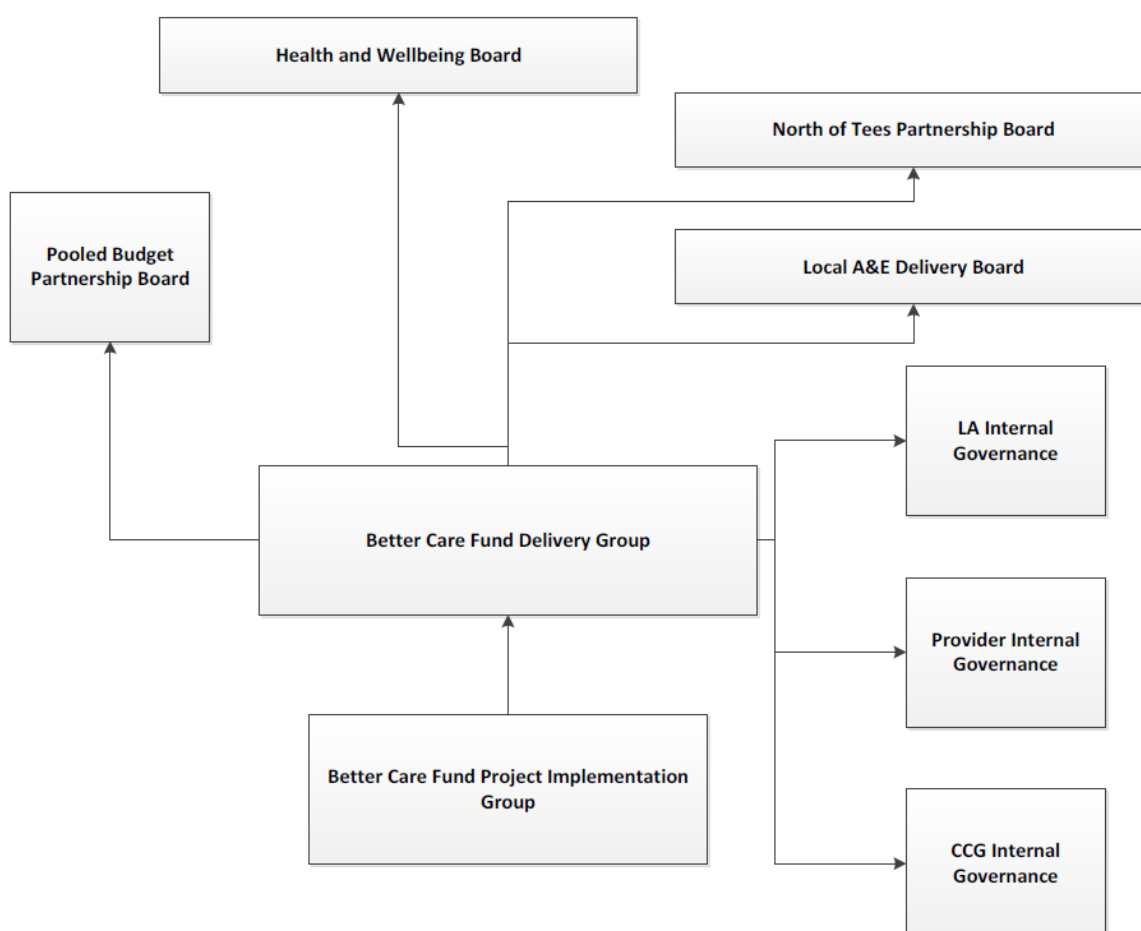 Health and Wellbeing Board
North of Tees Partnership Board
Pooled Budget
Partnership Board
Local A&E Delivery Board
LA Internal
Governance
Better Care Fund Delivery Group
Provider Internal
Governance
Better Care Fund Project Implementation
Group
CCG Internal
Governance